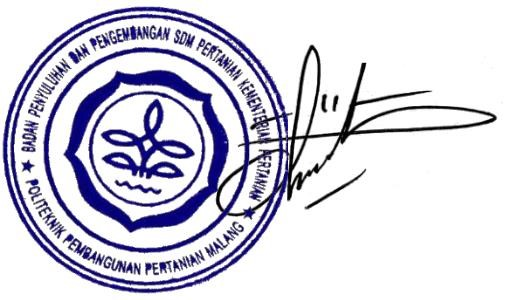 BADAN PENYULUHAN DAN PENGEMBANGAN SDM PERTANIAN KEMENTERIAN PERTANIAN
★ POLITEKNIK PEMBANGUNAN PERTANIAN MALANG ★